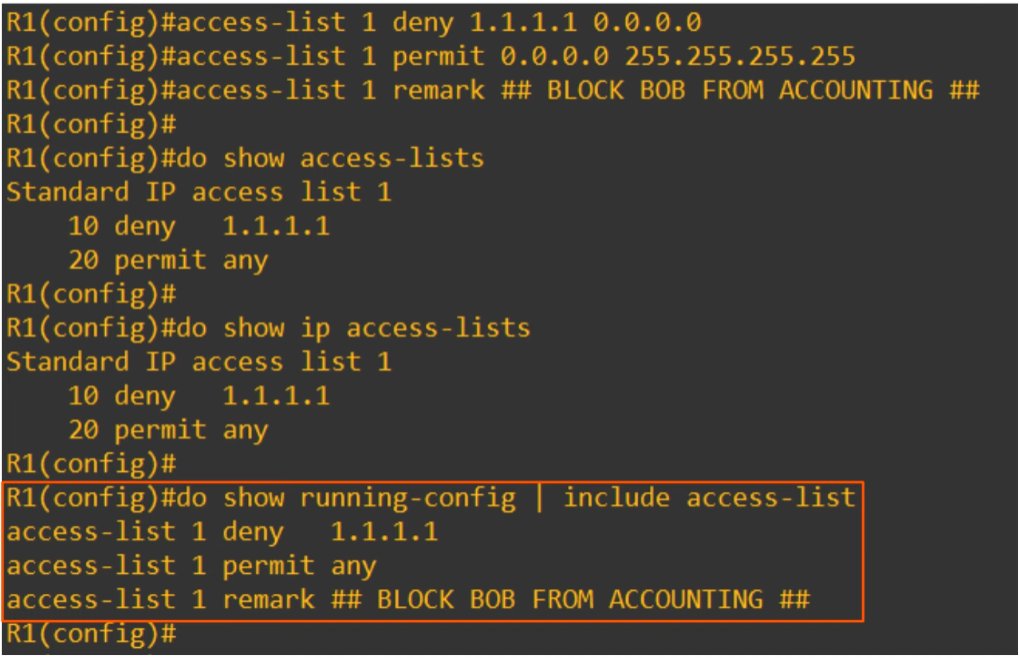 R1(config)#access-list 1 deny 1.1.1.1 0.0.0.0
R1(config)#access-list 1 permit 0.0.0.0 255.255.255.255
R1(config)#access-list 1 remark ## BLOCK BOB FROM ACCOUNTING ##
R1(config)#
R1(config)#do show access-lists
Standard IP access list 1
    10 deny   1.1.1.1
    20 permit any
R1(config)#
R1(config)#do show ip access-lists
Standard IP access list 1
    10 deny   1.1.1.1
    20 permit any
R1(config)#
R1(config)#do show running-config | include access-list
access-list 1 deny   1.1.1.1
access-list 1 permit any
access-list 1 remark ## BLOCK BOB FROM ACCOUNTING ##
R1(config)#